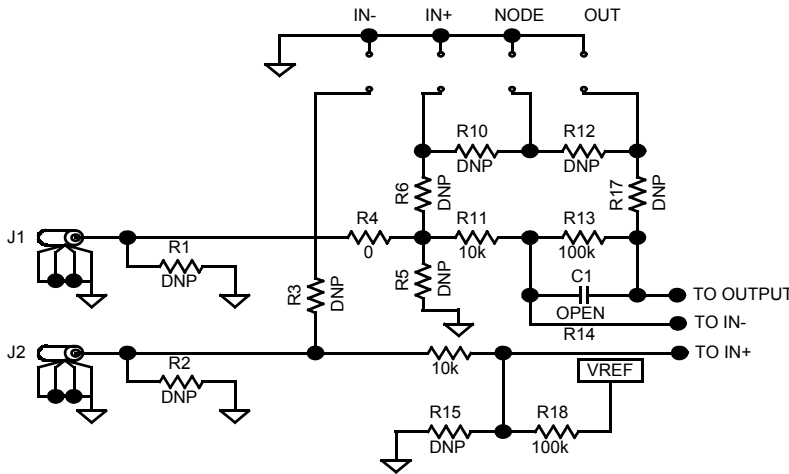 IN- IN+ NODE OUT
R10 R12
DNP DNP
R6 DNP R17 DNP
R4 R11 R13
J1
R1 0 10k 100k
DNP
R3 DNP R5 DNP C1
OPEN TO OUTPUT
R14 TO IN-
J2 TO IN+
R2 10k VREF
DNP
R15 R18
DNP 100k